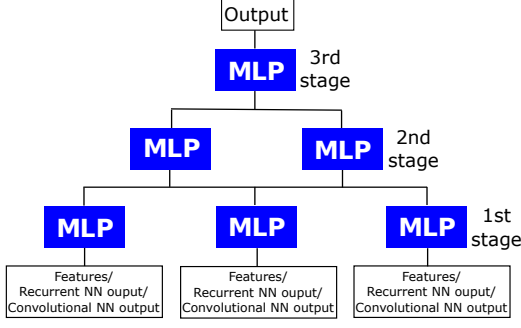 Output
MLP
3rd
stage
MLP
MLP
2nd
stage
MLP
MLP
MLP
1st
stage
Features/
Recurrent NN ouput/
Convolutional NN output
Features/
Recurrent NN ouput/
Convolutional NN output
Features/
Recurrent NN ouput/
Convolutional NN output